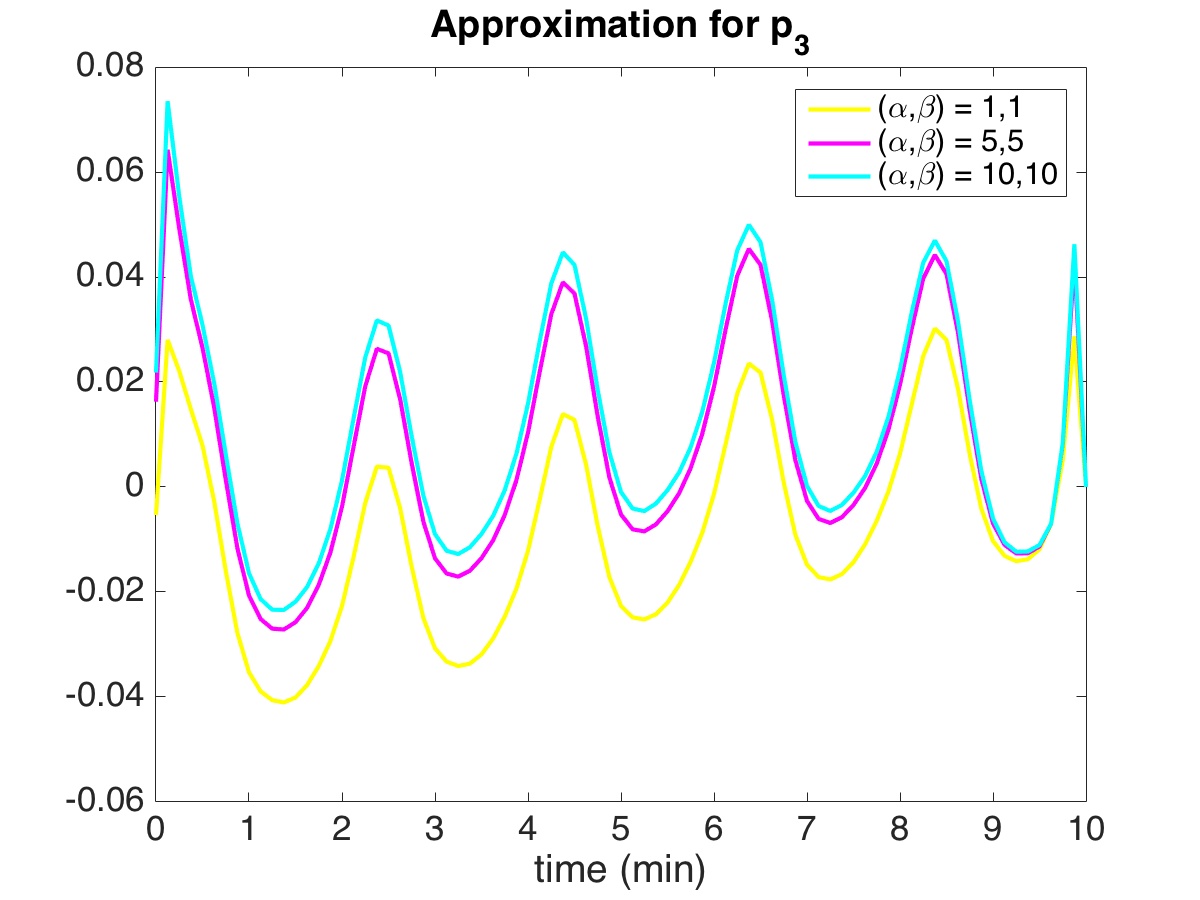 Approximation for p3
0.08
0.06
0.04
0.02
0
-0.02
-0.04
-0.06
(α,β) = 1,1
(α,β) = 5,5
(α,β) = 10,10
0 1 2 3 4 5 6 7 8 9 10
time (min)